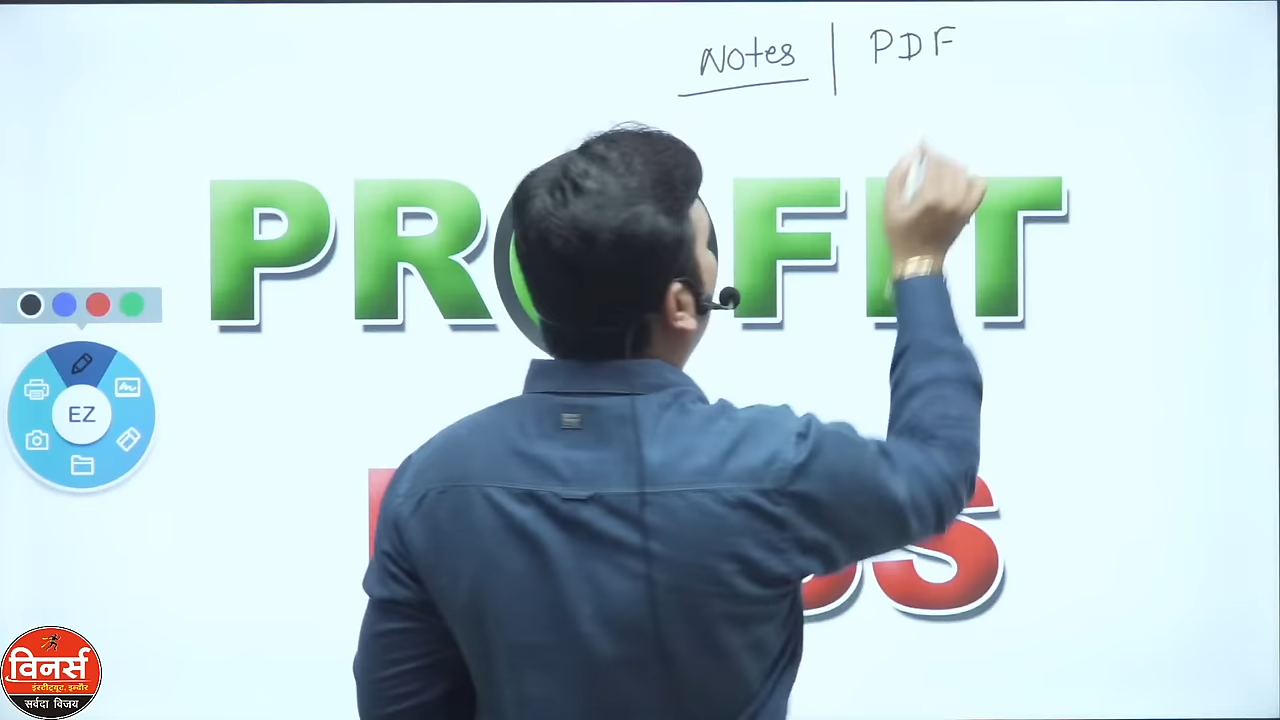 Notes | PDF
PROFIT
EZ
विनर्स
इंस्टीट्यूट, इन्दौर
सर्वदा विजय